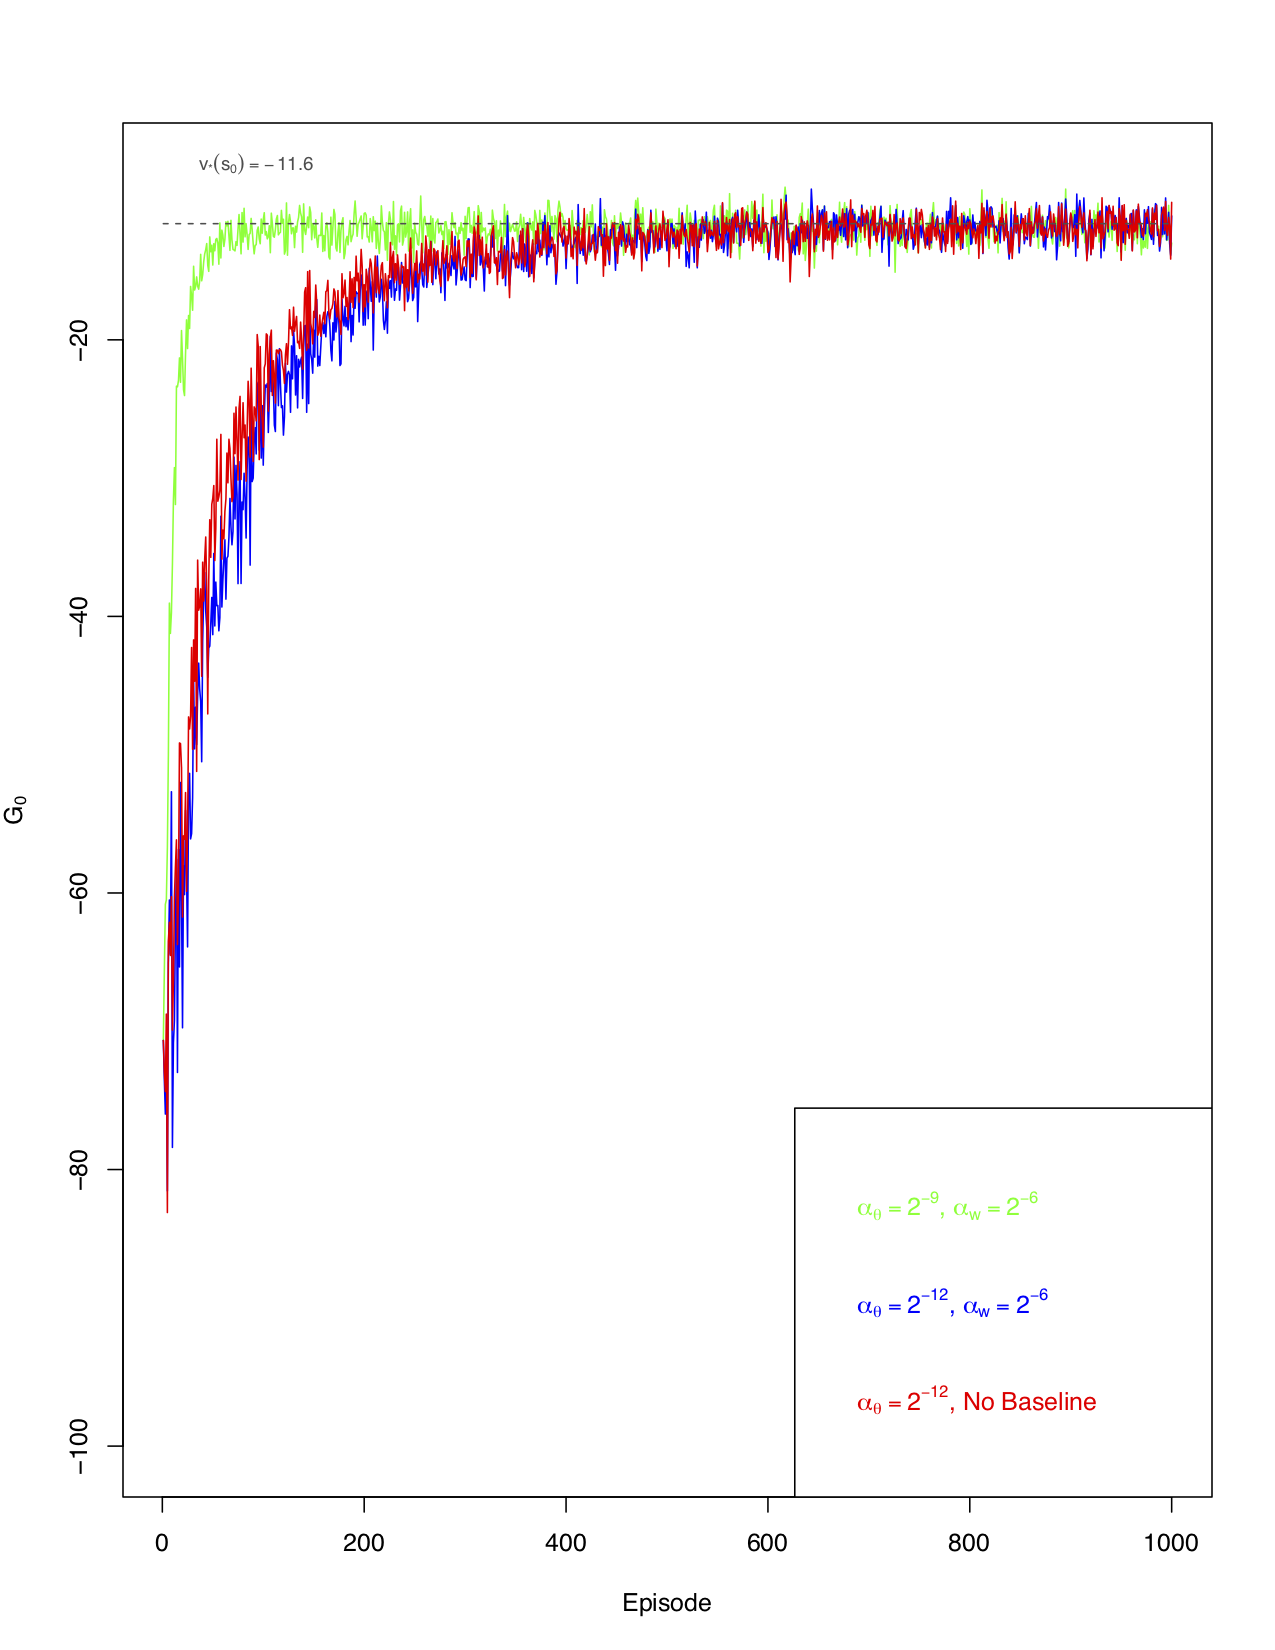 v*(s₀) = −11.6
−20
−40
−60
−80
−100
G₀
αθ = 2⁻⁹, αw = 2⁻⁶
αθ = 2⁻¹², αw = 2⁻⁶
αθ = 2⁻¹², No Baseline
0 200 400 600 800 1000
Episode